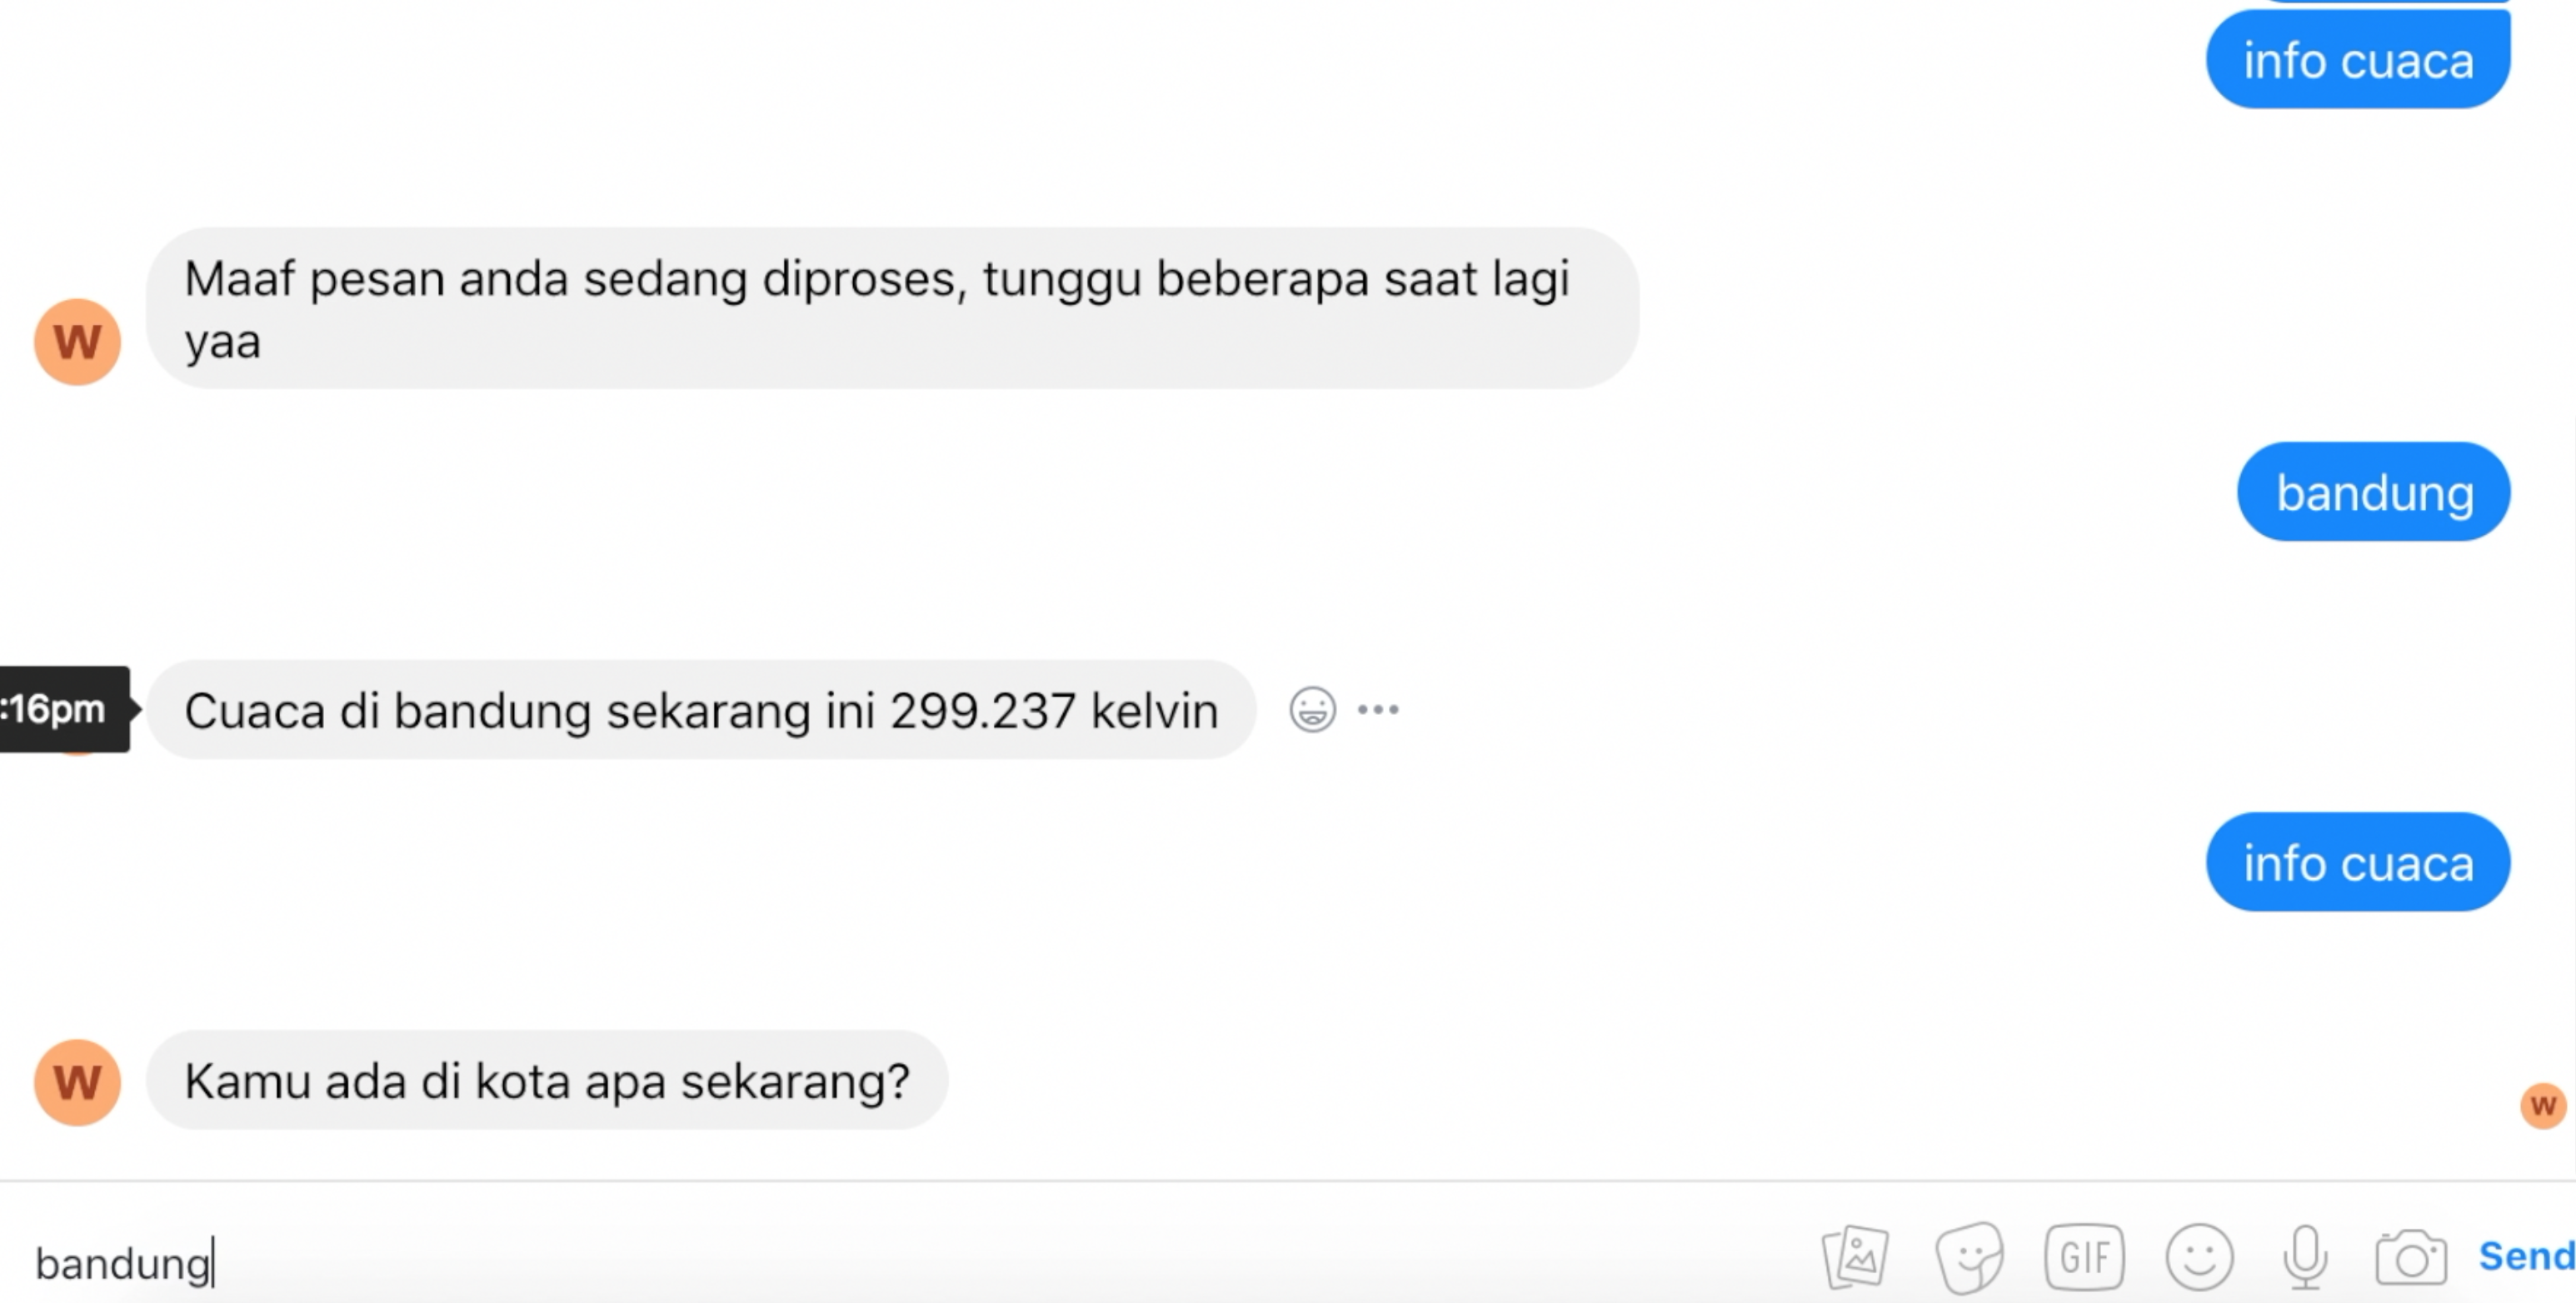 info cuaca
Maaf pesan anda sedang diproses, tunggu beberapa saat lagi
yaa
W
bandung
:16pm
Cuaca di bandung sekarang ini 299.237 kelvin
info cuaca
W
Kamu ada di kota apa sekarang?
W
bandung
GIF
Send